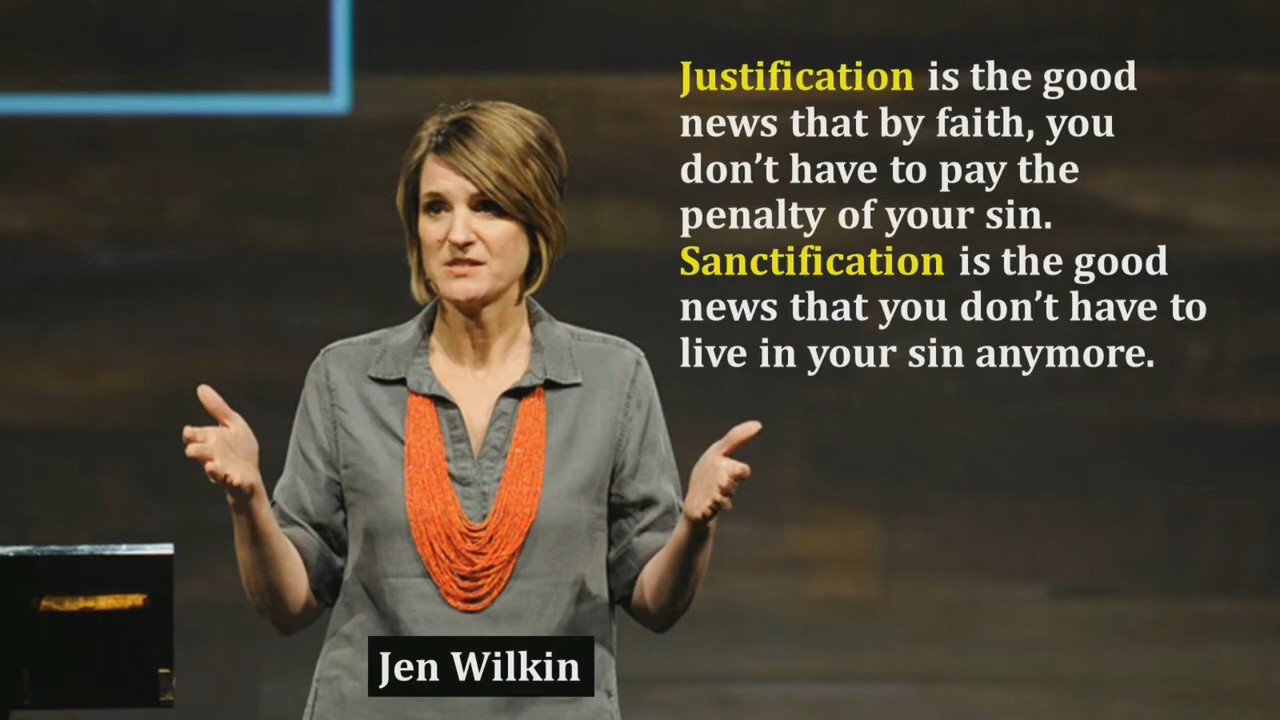 Justification is the good
news that by faith, you
don’t have to pay the
penalty of your sin.
Sanctification is the good
news that you don’t have to
live in your sin anymore.
Jen Wilkin